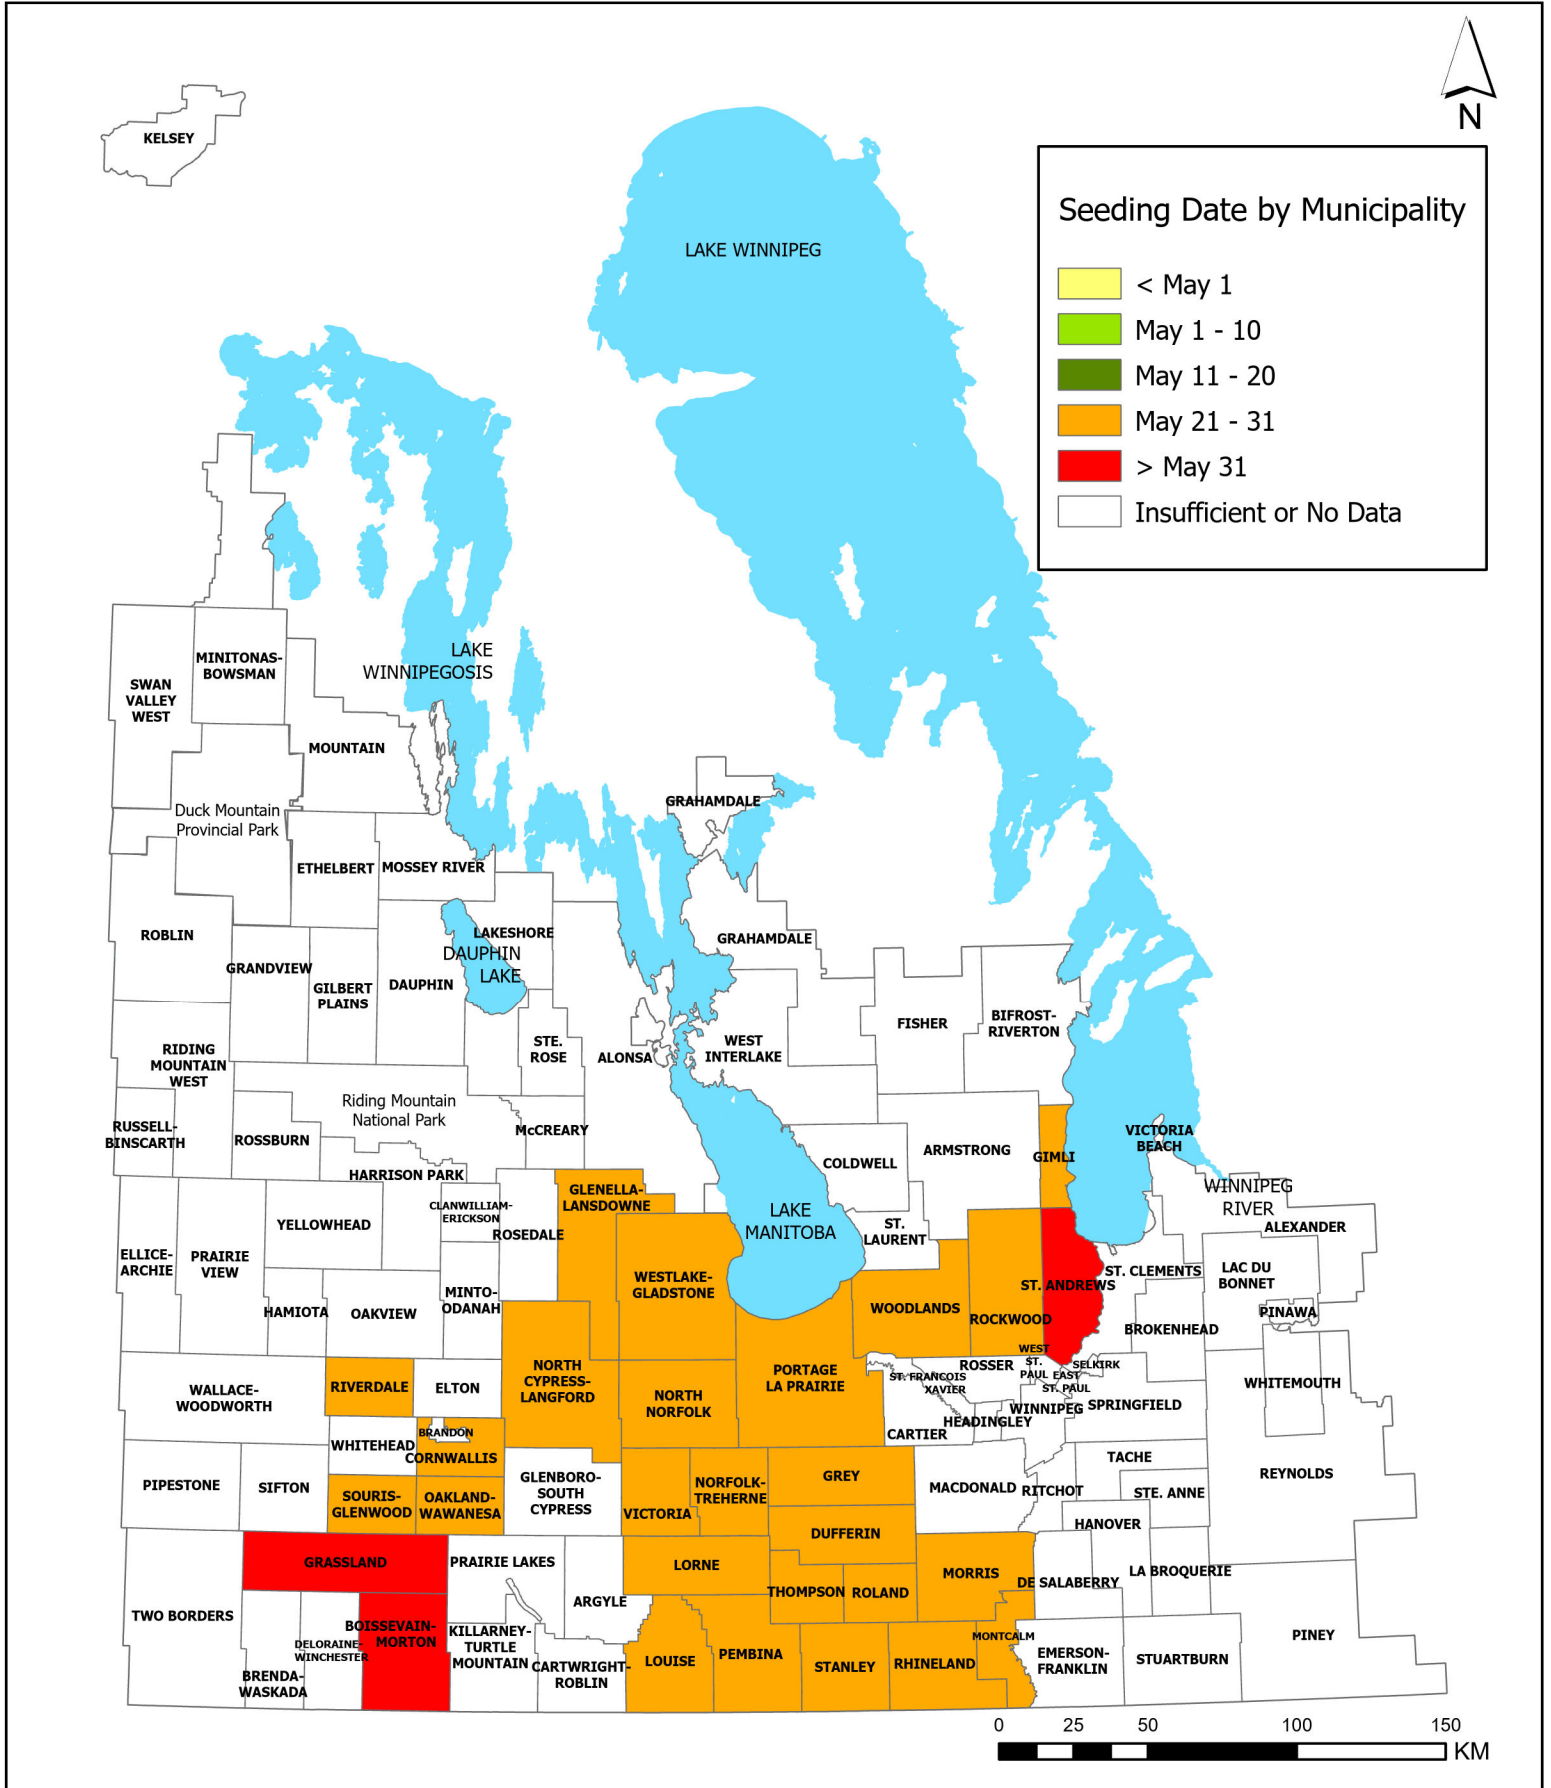 N
KELSEY
Seeding Date by Municipality
< May 1
May 1 - 10
May 11 - 20
May 21 - 31
> May 31
Insufficient or No Data
LAKE WINNIPEG
LAKE
WINNIPEGOSIS
MINITONAS-
BOWSMAN
SWAN
VALLEY
WEST
MOUNTAIN
Duck Mountain
Provincial Park
GRAHAMDALE
ETHELBERT
MOSSEY RIVER
ROBLIN
LAKESHORE
DAUPHIN
LAKE
GRAHAMDALE
GRANDVIEW
GILBERT
PLAINS
DAUPHIN
FISHER
BIFROST-
RIVERTON
STE.
ROSE
ALONSA
WEST
INTERLAKE
RIDING
MOUNTAIN
WEST
Riding Mountain
National Park
RUSSELL-
BINSCARTH
ROSSBURN
McCREARY
VICTORIA
BEACH
ARMSTRONG
GIMLI
COLDWELL
HARRISON PARK
GLENELLA-
LANSDOWNE
WINNIPEG
RIVER
CLANWILLIAM-
ERICKSON
ROSEDALE
YELLOWHEAD
LAKE
MANITOBA
ST.
LAURENT
ALEXANDER
ELLICE-
ARCHIE
PRAIRIE
VIEW
WESTLAKE-
GLADSTONE
ST. ANDREWS
ST. CLEMENTS
LAC DU
BONNET
HAMIOTA
OAKVIEW
MINTO-
ODANAH
WOODLANDS
ROCKWOOD
PINAWA
BROKENHEAD
WALLACE-
WOODWORTH
RIVERDALE
ELTON
NORTH
CYPRESS-
LANGFORD
NORTH
NORFOLK
PORTAGE
LA PRAIRIE
ROSSER
WEST
ST.
PAUL
SELKIRK
EAST
ST. PAUL
ST. FRANCOIS
XAVIER
WHITEMOUTH
SPRINGFIELD
WINNIPEG
HEADINGLEY
CARTIER
BRANDON
WHITEHEAD
CORNWALLIS
TACHE
PIPESTONE
SIFTON
SOURIS-
GLENWOOD
OAKLAND-
WAWANESA
GLENBORO-
SOUTH
CYPRESS
VICTORIA
NORFOLK-
TREHERNE
GREY
MACDONALD
RITCHOT
STE. ANNE
REYNOLDS
HANOVER
DUFFERIN
GRASSLAND
PRAIRIE LAKES
LORNE
MORRIS
DE SALABERRY
LA BROQUERIE
THOMPSON
ROLAND
ARGYLE
TWO BORDERS
BOISSEVAIN-
MORTON
DELORAINE-
WINCHESTER
KILLARNEY-
TURTLE
MOUNTAIN
BRENDA-
WASKADA
CARTWRIGHT-
ROBLIN
LOUISE
PEMBINA
STANLEY
RHINELAND
MONTCALM
EMERSON-
FRANKLIN
STUARTBURN
PINEY
0 25 50 100 150
KM